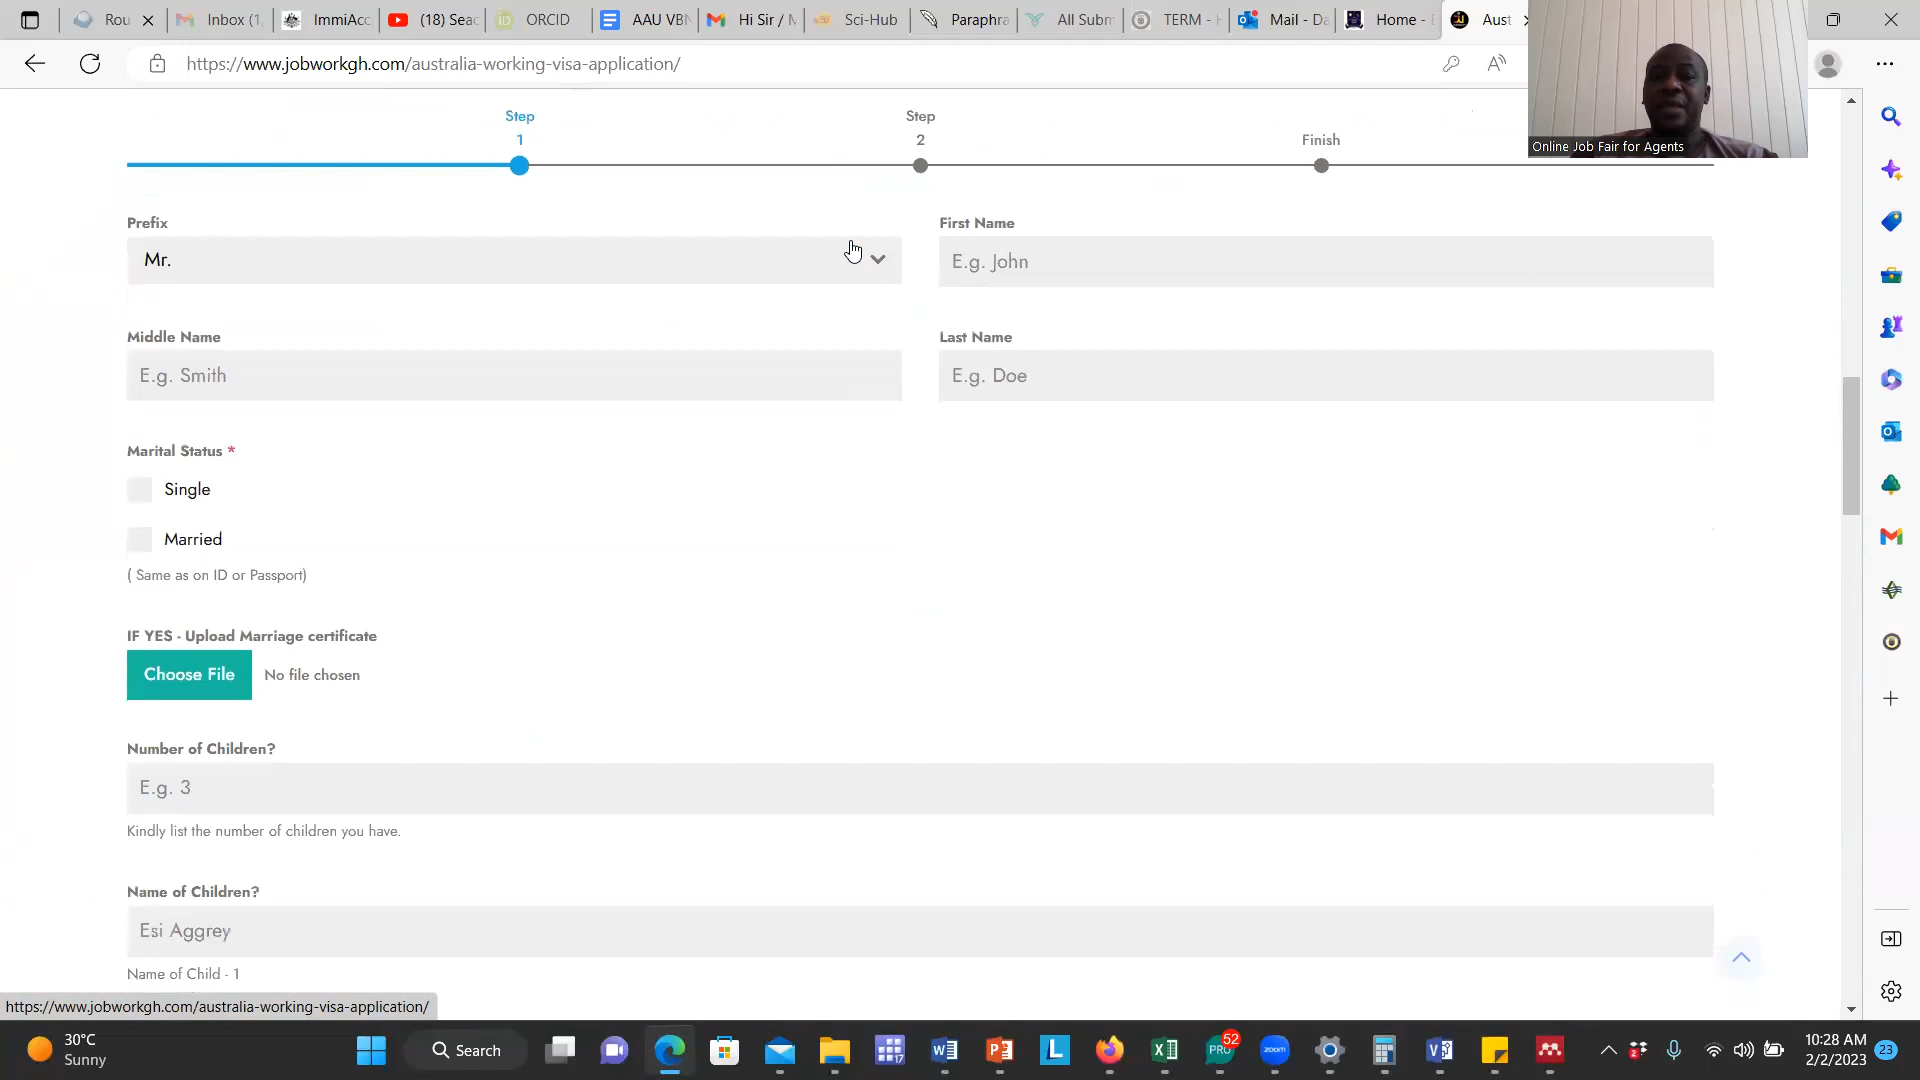 Rou
Inbox (1,
ImmiAcc
(18) Seac
ORCID
AAU VBN
Hi Sir / M
Sci-Hub
Paraphra
All Subm
TERM - H
Mail - Da
Home - E
Aust
https://www.jobworkgh.com/australia-working-visa-application/
Online Job Fair for Agents
Step
1
Step
2
Finish
Prefix
Mr.
First Name
E.g. John
Middle Name
E.g. Smith
Last Name
E.g. Doe
Marital Status *
Single
Married
( Same as on ID or Passport)
IF YES - Upload Marriage certificate
Choose File
No file chosen
Number of Children?
E.g. 3
Kindly list the number of children you have.
Name of Children?
Esi Aggrey
Name of Child - 1
https://www.jobworkgh.com/australia-working-visa-application/
30°C
Sunny
Search
17
52
PRO
zoom
10:28 AM
2/2/2023
23